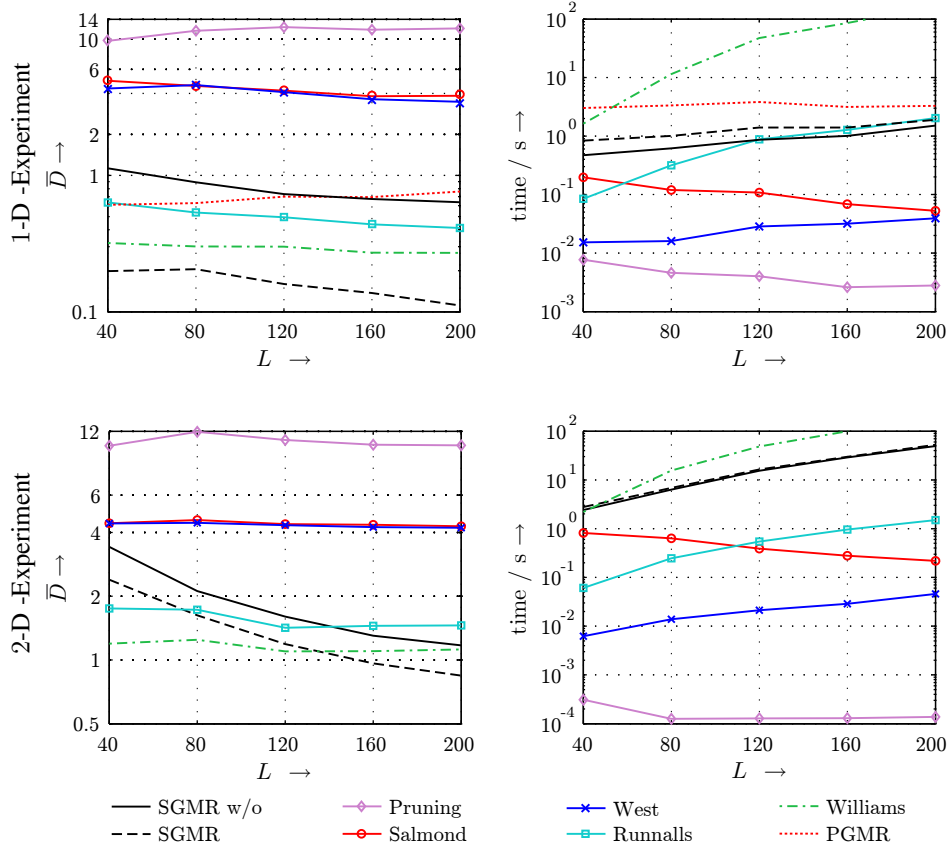 1-D -Experiment
D̅ →
14
10
6
4
2
1
0.1
40 80 120 160 200
L →
time / s →
10^2
10^1
10^0
10^-1
10^-2
10^-3
40 80 120 160 200
L →
2-D -Experiment
D̅ →
12
6
4
2
1
0.5
40 80 120 160 200
L →
time / s →
10^2
10^1
10^0
10^-1
10^-2
10^-3
10^-4
40 80 120 160 200
L →
SGMR w/o
SGMR
Pruning
Salmond
West
Runnalls
Williams
PGMR